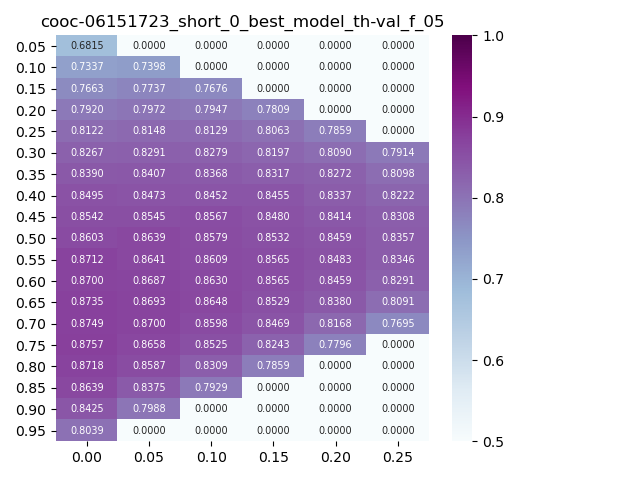 cooc-06151723_short_0_best_model_th-val_f_05
0.05 0.6815 0.0000 0.0000 0.0000 0.0000 0.0000
0.10 0.7337 0.7398 0.0000 0.0000 0.0000 0.0000
0.15 0.7663 0.7737 0.7676 0.0000 0.0000 0.0000
0.20 0.7920 0.7972 0.7947 0.7809 0.0000 0.0000
0.25 0.8122 0.8148 0.8129 0.8063 0.7859 0.0000
0.30 0.8267 0.8291 0.8279 0.8197 0.8090 0.7914
0.35 0.8390 0.8407 0.8368 0.8317 0.8272 0.8098
0.40 0.8495 0.8473 0.8452 0.8455 0.8337 0.8222
0.45 0.8542 0.8545 0.8567 0.8480 0.8414 0.8308
0.50 0.8603 0.8639 0.8579 0.8532 0.8459 0.8357
0.55 0.8712 0.8641 0.8609 0.8565 0.8483 0.8346
0.60 0.8700 0.8687 0.8630 0.8565 0.8459 0.8291
0.65 0.8735 0.8693 0.8648 0.8529 0.8380 0.8091
0.70 0.8749 0.8700 0.8598 0.8469 0.8168 0.7695
0.75 0.8757 0.8658 0.8525 0.8243 0.7796 0.0000
0.80 0.8718 0.8587 0.8309 0.7859 0.0000 0.0000
0.85 0.8639 0.8375 0.7929 0.0000 0.0000 0.0000
0.90 0.8425 0.7988 0.0000 0.0000 0.0000 0.0000
0.95 0.8039 0.0000 0.0000 0.0000 0.0000 0.0000
0.00 0.05 0.10 0.15 0.20 0.25
1.0
0.9
0.8
0.7
0.6
0.5